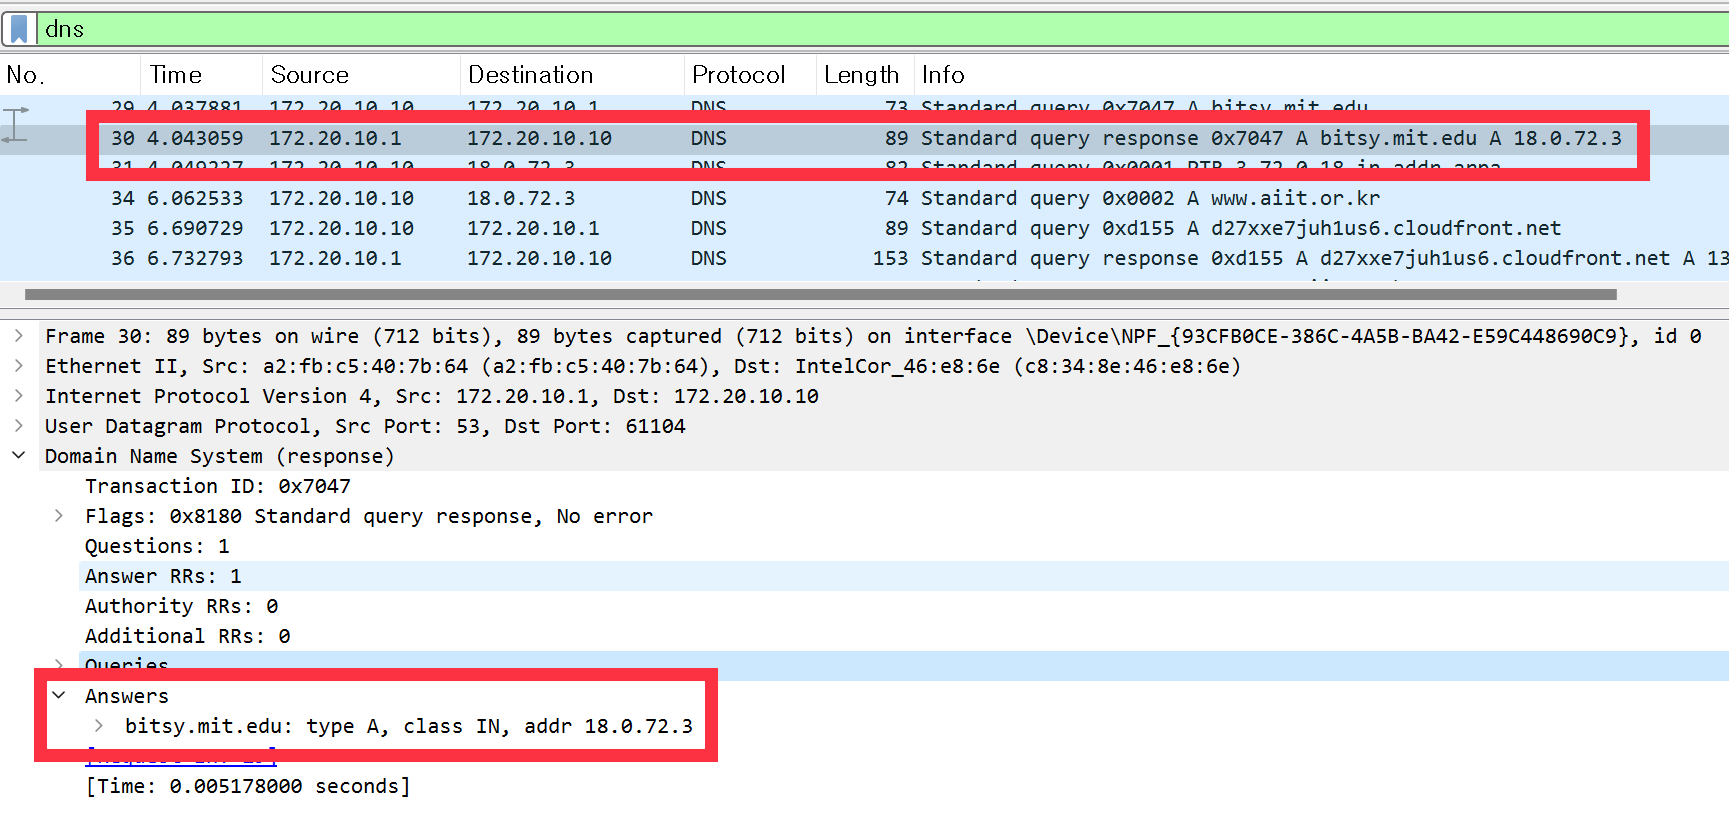 dns
No. Time Source Destination Protocol Length Info
29 4.037881 172.20.10.10 172.20.10.1 DNS 73 Standard query 0x7047 A bitsy.mit.edu
30 4.043059 172.20.10.1 172.20.10.10 DNS 89 Standard query response 0x7047 A bitsy.mit.edu A 18.0.72.3
31 4.049227 172.20.10.10 18.0.72.3 DNS 82 Standard query 0x0001 PTR 3.72.0.18.in-addr.arpa
34 6.062533 172.20.10.10 18.0.72.3 DNS 74 Standard query 0x0002 A www.aiit.or.kr
35 6.690729 172.20.10.10 172.20.10.1 DNS 89 Standard query 0xd155 A d27xxe7juh1us6.cloudfront.net
36 6.732793 172.20.10.1 172.20.10.10 DNS 153 Standard query response 0xd155 A d27xxe7juh1us6.cloudfront.net A 13
Frame 30: 89 bytes on wire (712 bits), 89 bytes captured (712 bits) on interface \Device\NPF_{93CFB0CE-386C-4A5B-BA42-E59C448690C9}, id 0
Ethernet II, Src: a2:fb:c5:40:7b:64 (a2:fb:c5:40:7b:64), Dst: IntelCor_46:e8:6e (c8:34:8e:46:e8:6e)
Internet Protocol Version 4, Src: 172.20.10.1, Dst: 172.20.10.10
User Datagram Protocol, Src Port: 53, Dst Port: 61104
Domain Name System (response)
Transaction ID: 0x7047
Flags: 0x8180 Standard query response, No error
Questions: 1
Answer RRs: 1
Authority RRs: 0
Additional RRs: 0
Queries
Answers
bitsy.mit.edu: type A, class IN, addr 18.0.72.3
[Time: 0.005178000 seconds]